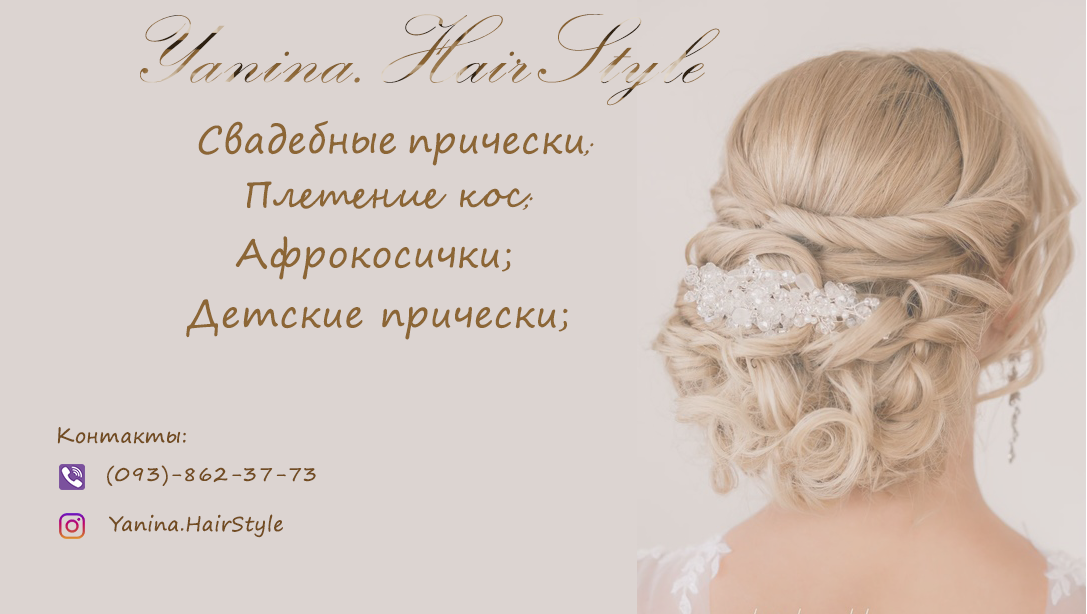 Yanina. HairStyle
Свадебные прически;
Плетение кос;
Афрокосички;
Детские прически;
Контакты:
(093)-862-37-73
Yanina.HairStyle